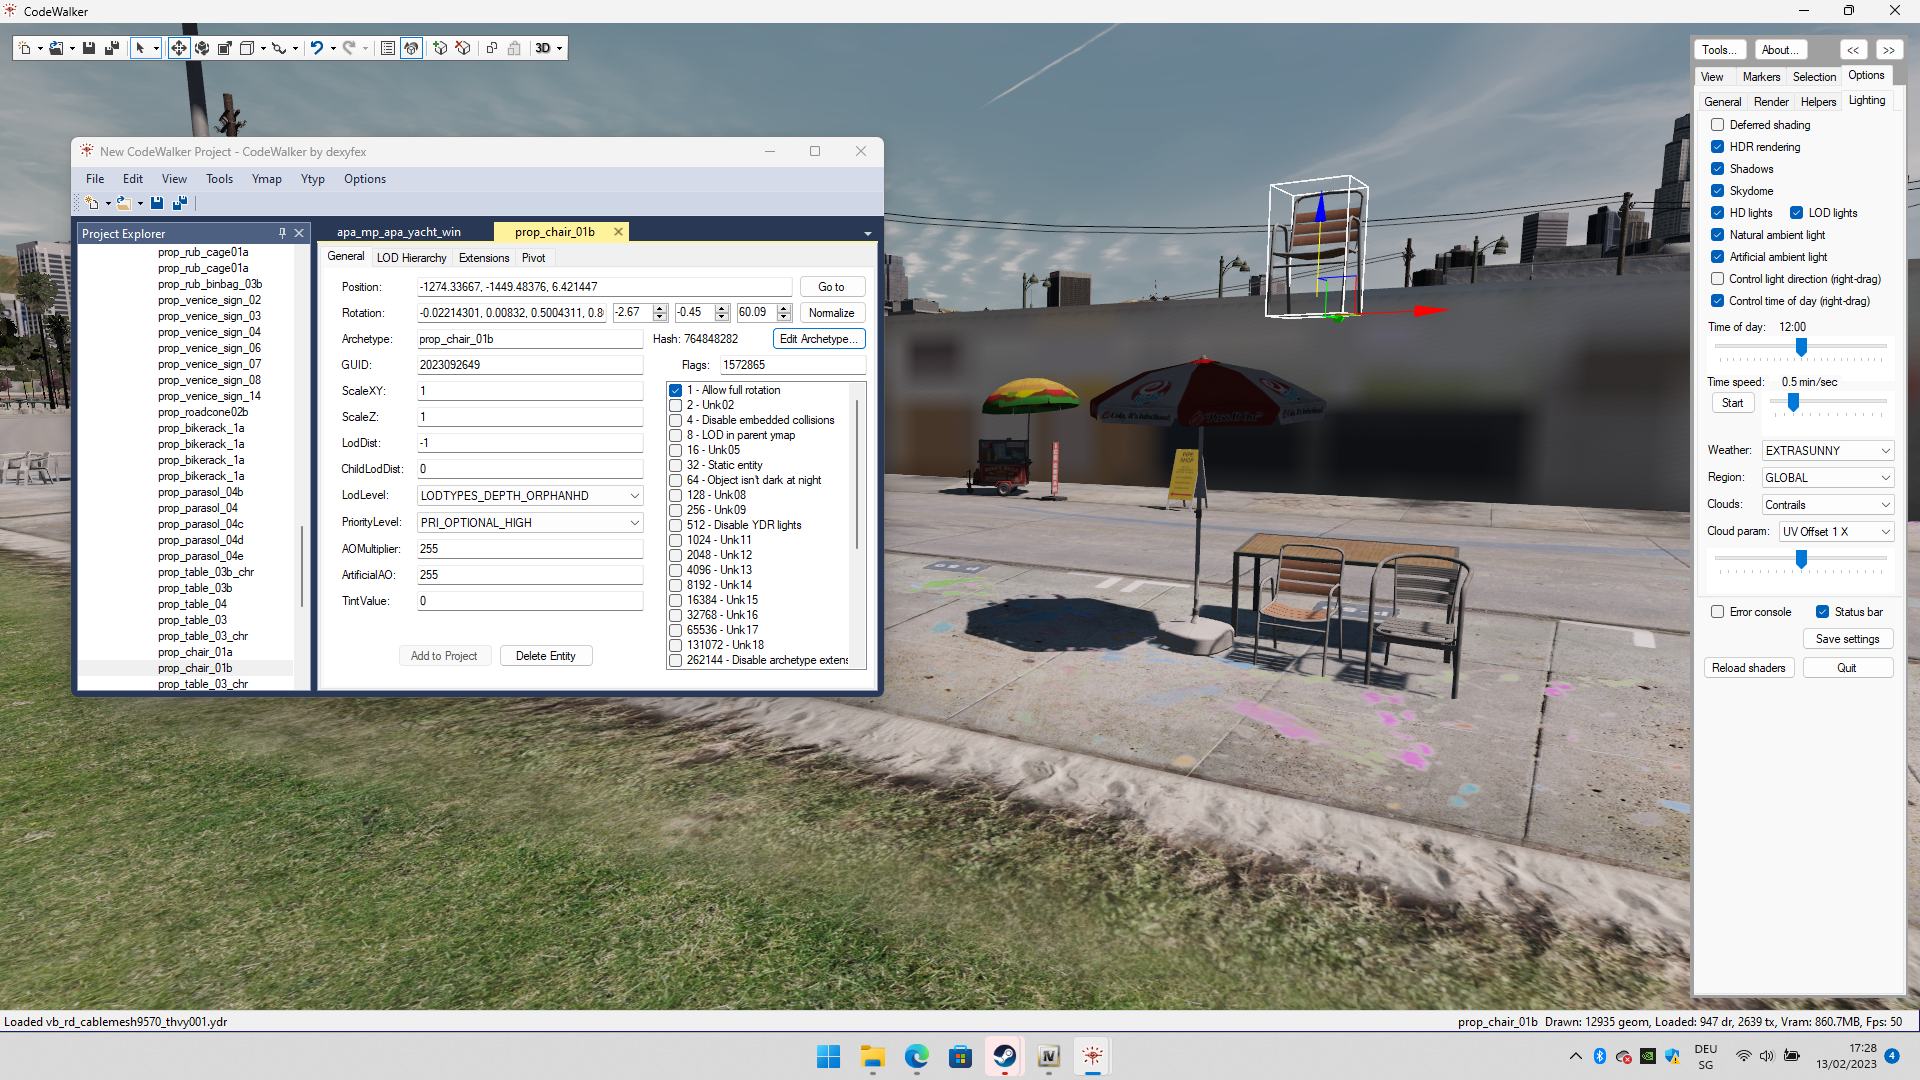 CodeWalker
3D
New CodeWalker Project - CodeWalker by dexyfex
File Edit View Tools Ymap Ytyp Options
Project Explorer
prop_rub_cage01a
prop_rub_cage01a
prop_rub_binbag_03b
prop_venice_sign_02
prop_venice_sign_03
prop_venice_sign_04
prop_venice_sign_06
prop_venice_sign_07
prop_venice_sign_08
prop_venice_sign_14
prop_roadcone02b
prop_bikerack_1a
prop_bikerack_1a
prop_bikerack_1a
prop_bikerack_1a
prop_parasol_04b
prop_parasol_04
prop_parasol_04c
prop_parasol_04d
prop_parasol_04e
prop_table_03b_chr
prop_table_03b
prop_table_04
prop_table_03
prop_table_03_chr
prop_chair_01a
prop_chair_01b
prop_table_03_chr
apa_mp_apa_yacht_win prop_chair_01b
General LOD Hierarchy Extensions Pivot
Position: -1274.33667, -1449.48376, 6.421447 Go to
Rotation: -0.02214301, 0.00832, 0.5004311, 0.8 -2.67 -0.45 60.09 Normalize
Archetype: prop_chair_01b Hash: 764848282 Edit Archetype...
GUID: 2023092649 Flags: 1572865
ScaleXY: 1
ScaleZ: 1
LodDist: -1
ChildLodDist: 0
LodLevel: LODTYPES_DEPTH_ORPHANHD
PriorityLevel: PRI_OPTIONAL_HIGH
AOMultiplier: 255
ArtificialAO: 255
TintValue: 0
Add to Project Delete Entity
1 - Allow full rotation
2 - Unk02
4 - Disable embedded collisions
8 - LOD in parent ymap
16 - Unk05
32 - Static entity
64 - Object isn't dark at night
128 - Unk08
256 - Unk09
512 - Disable YDR lights
1024 - Unk11
2048 - Unk12
4096 - Unk13
8192 - Unk14
16384 - Unk15
32768 - Unk16
65536 - Unk17
131072 - Unk18
262144 - Disable archetype extens
Tools... About... << >>
View Markers Selection Options
General Render Helpers Lighting
Deferred shading
HDR rendering
Shadows
Skydome
HD lights LOD lights
Natural ambient light
Artificial ambient light
Control light direction (right-drag)
Control time of day (right-drag)
Time of day: 12:00
Time speed: 0.5 min/sec
Start
Weather: EXTRASUNNY
Region: GLOBAL
Clouds: Contrails
Cloud param: UV Offset 1 X
Error console Status bar
Save settings
Reload shaders Quit
Loaded vb_rd_cablemesh9570_thvy001.ydr
prop_chair_01b Drawn: 12935 geom, Loaded: 947 dr, 2639 tx, Vram: 860.7MB, Fps: 50
IV
DEU
SG
17:28
13/02/2023
4